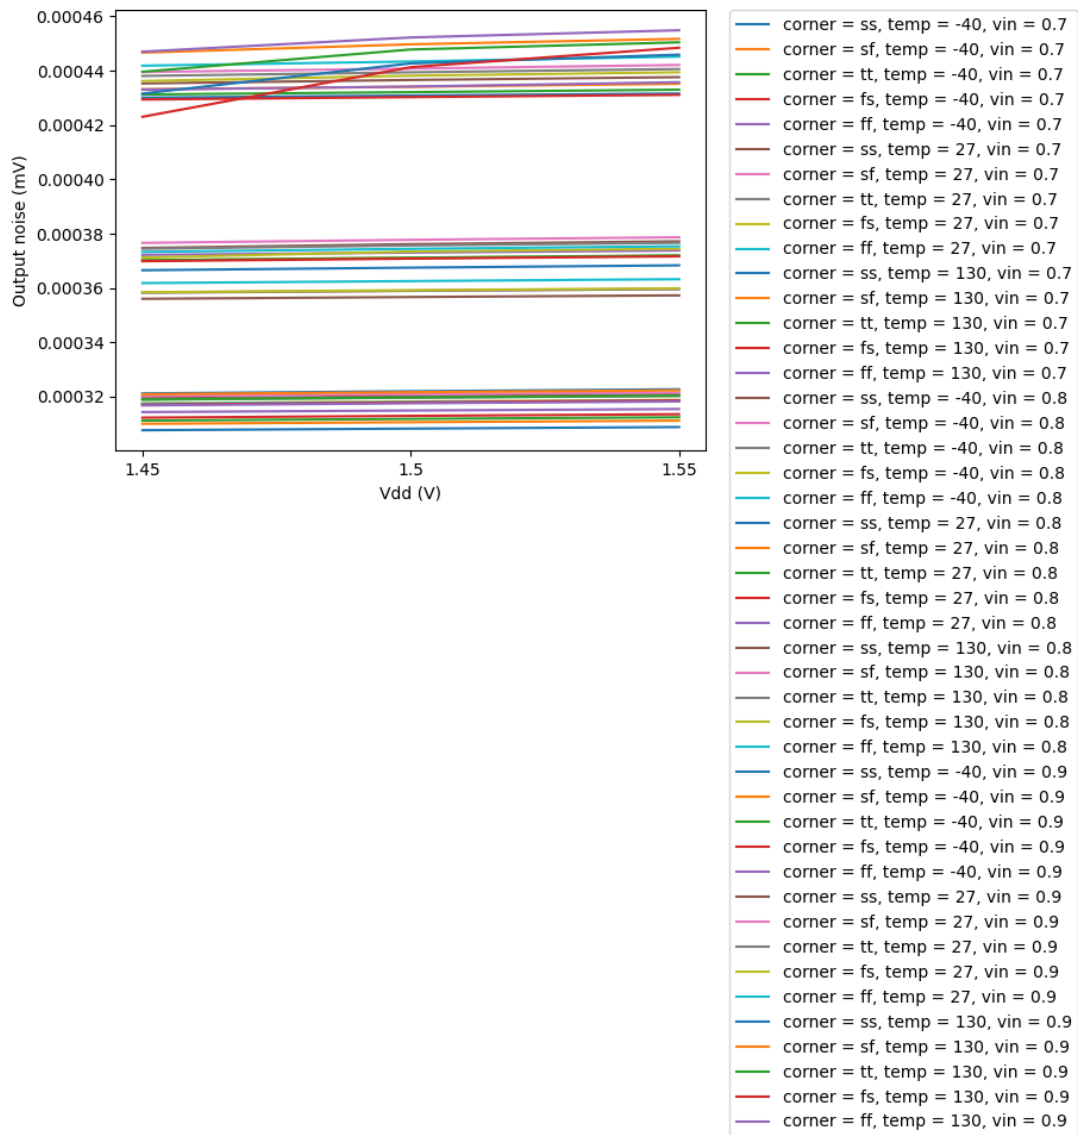 0.00046
0.00044
0.00042
0.00040
0.00038
0.00036
0.00034
0.00032
Output noise (mV)
1.45
1.5
1.55
Vdd (V)
corner = ss, temp = -40, vin = 0.7
corner = sf, temp = -40, vin = 0.7
corner = tt, temp = -40, vin = 0.7
corner = fs, temp = -40, vin = 0.7
corner = ff, temp = -40, vin = 0.7
corner = ss, temp = 27, vin = 0.7
corner = sf, temp = 27, vin = 0.7
corner = tt, temp = 27, vin = 0.7
corner = fs, temp = 27, vin = 0.7
corner = ff, temp = 27, vin = 0.7
corner = ss, temp = 130, vin = 0.7
corner = sf, temp = 130, vin = 0.7
corner = tt, temp = 130, vin = 0.7
corner = fs, temp = 130, vin = 0.7
corner = ff, temp = 130, vin = 0.7
corner = ss, temp = -40, vin = 0.8
corner = sf, temp = -40, vin = 0.8
corner = tt, temp = -40, vin = 0.8
corner = fs, temp = -40, vin = 0.8
corner = ff, temp = -40, vin = 0.8
corner = ss, temp = 27, vin = 0.8
corner = sf, temp = 27, vin = 0.8
corner = tt, temp = 27, vin = 0.8
corner = fs, temp = 27, vin = 0.8
corner = ff, temp = 27, vin = 0.8
corner = ss, temp = 130, vin = 0.8
corner = sf, temp = 130, vin = 0.8
corner = tt, temp = 130, vin = 0.8
corner = fs, temp = 130, vin = 0.8
corner = ff, temp = 130, vin = 0.8
corner = ss, temp = -40, vin = 0.9
corner = sf, temp = -40, vin = 0.9
corner = tt, temp = -40, vin = 0.9
corner = fs, temp = -40, vin = 0.9
corner = ff, temp = -40, vin = 0.9
corner = ss, temp = 27, vin = 0.9
corner = sf, temp = 27, vin = 0.9
corner = tt, temp = 27, vin = 0.9
corner = fs, temp = 27, vin = 0.9
corner = ff, temp = 27, vin = 0.9
corner = ss, temp = 130, vin = 0.9
corner = sf, temp = 130, vin = 0.9
corner = tt, temp = 130, vin = 0.9
corner = fs, temp = 130, vin = 0.9
corner = ff, temp = 130, vin = 0.9